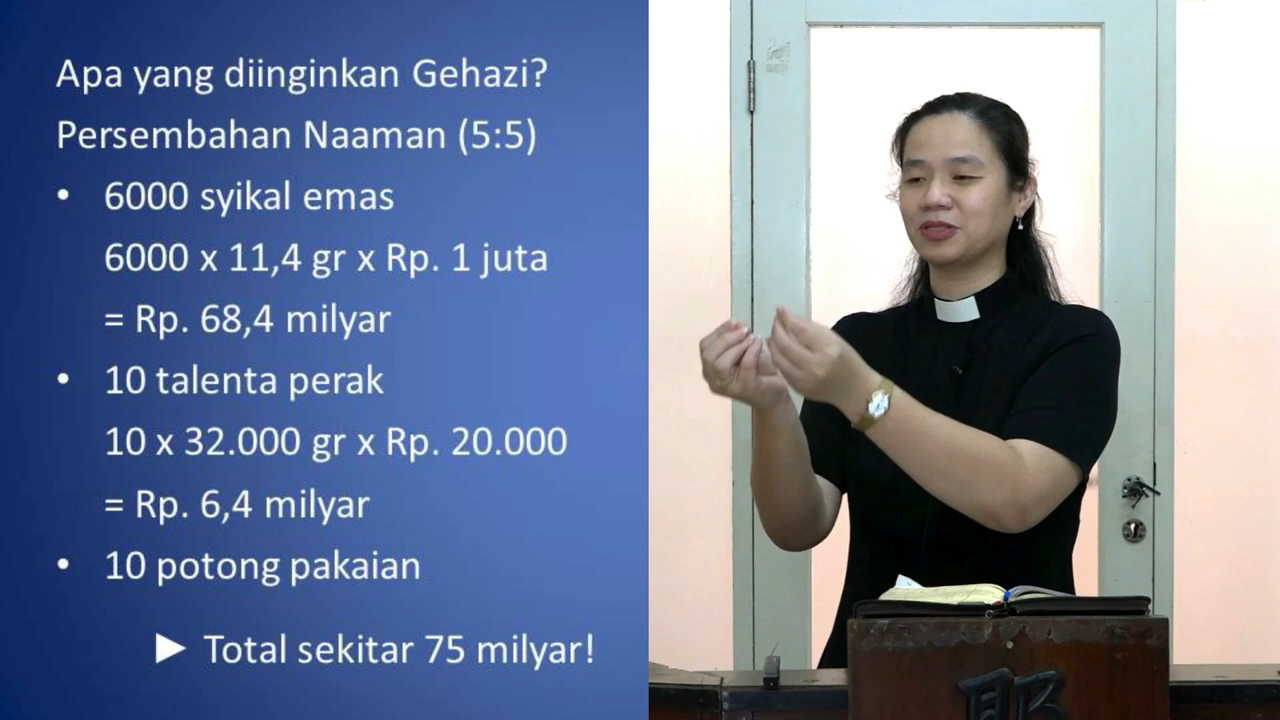 Apa yang diinginkan Gehazi?
Persembahan Naaman (5:5)
• 6000 syikal emas
6000 x 11,4 gr x Rp. 1 juta
= Rp. 68,4 milyar
• 10 talenta perak
10 x 32.000 gr x Rp. 20.000
= Rp. 6,4 milyar
• 10 potong pakaian
► Total sekitar 75 milyar!